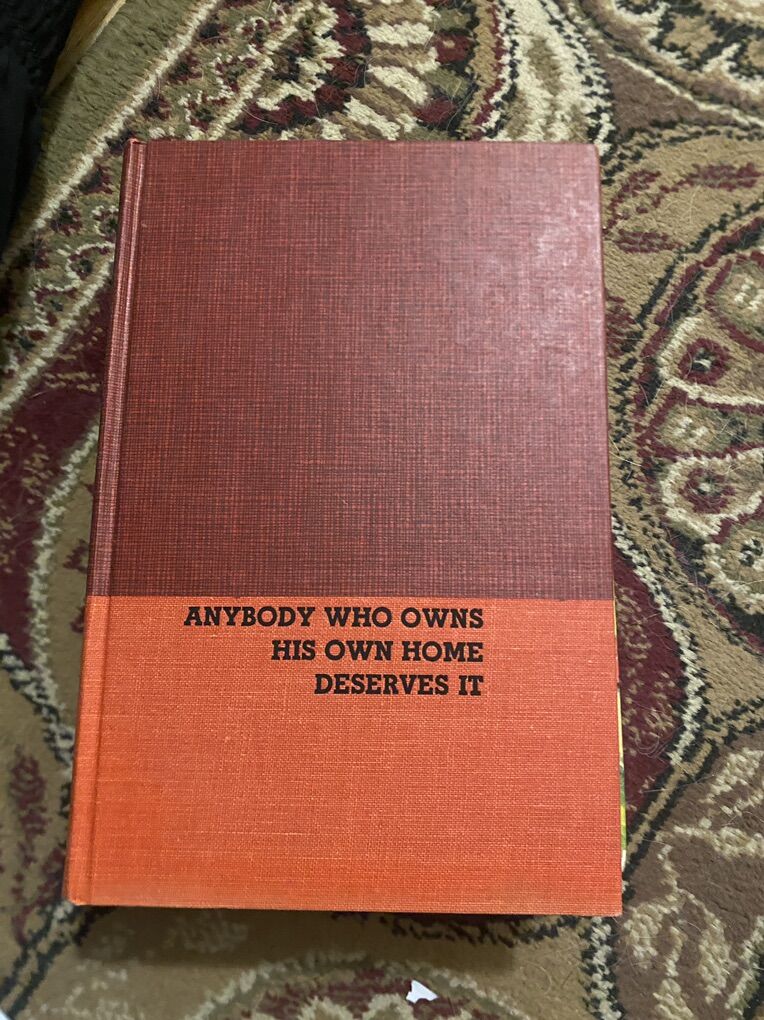 ANYBODY WHO OWNS
HIS OWN HOME
DESERVES IT